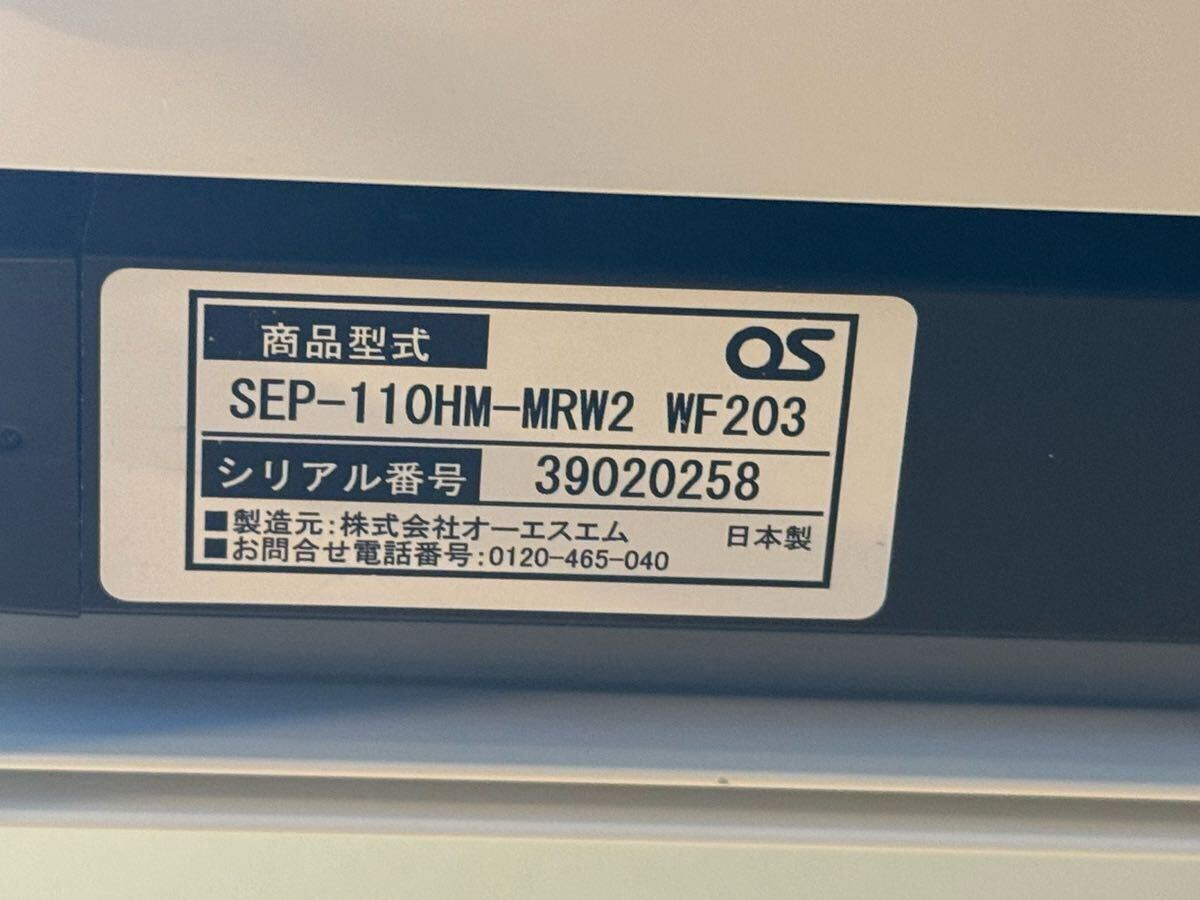 商品型式
OS
SEP-110HM-MRW2 WF203
シリアル番号 39020258
■製造元:株式会社オーエスエム 日本製
■お問合せ電話番号:0120-465-040